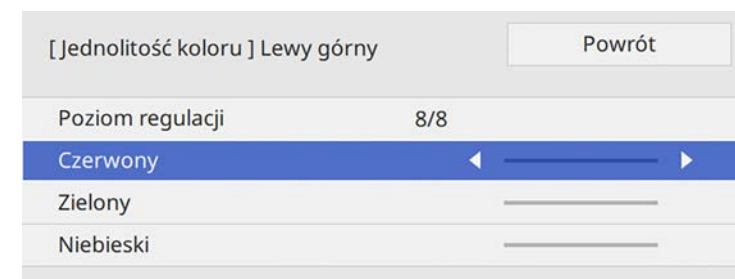 [ Jednolitość koloru ] Lewy górny
Powrót
Poziom regulacji 8/8
Czerwony
Zielony
Niebieski